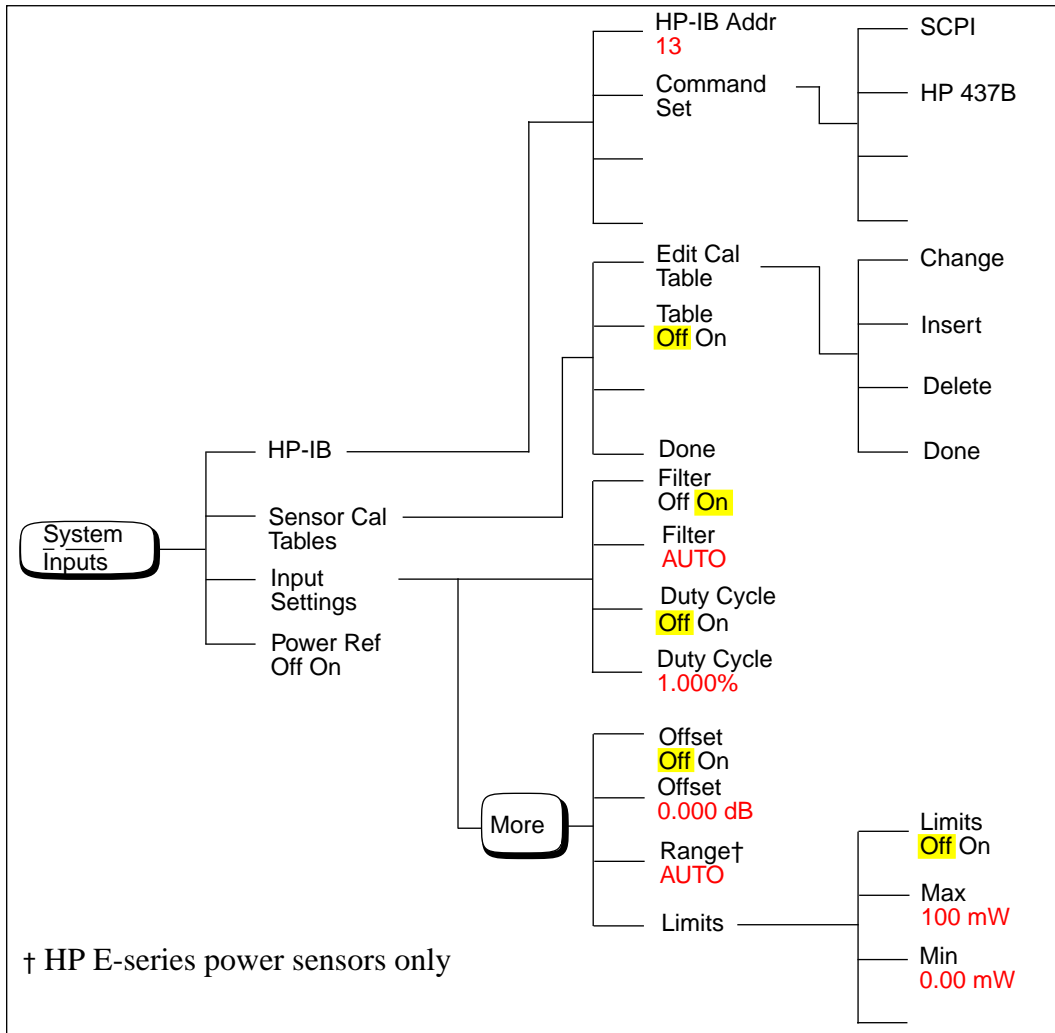 System
Inputs
HP-IB
Sensor Cal
Tables
Input
Settings
Power Ref
Off On
HP-IB Addr
13
Command
Set
SCPI
HP 437B
Edit Cal
Table
Table
Off On
Done
Change
Insert
Delete
Done
Filter
Off On
Filter
AUTO
Duty Cycle
Off On
Duty Cycle
1.000%
More
Offset
Off On
Offset
0.000 dB
Range†
AUTO
Limits
Limits
Off On
Max
100 mW
Min
0.00 mW
† HP E-series power sensors only